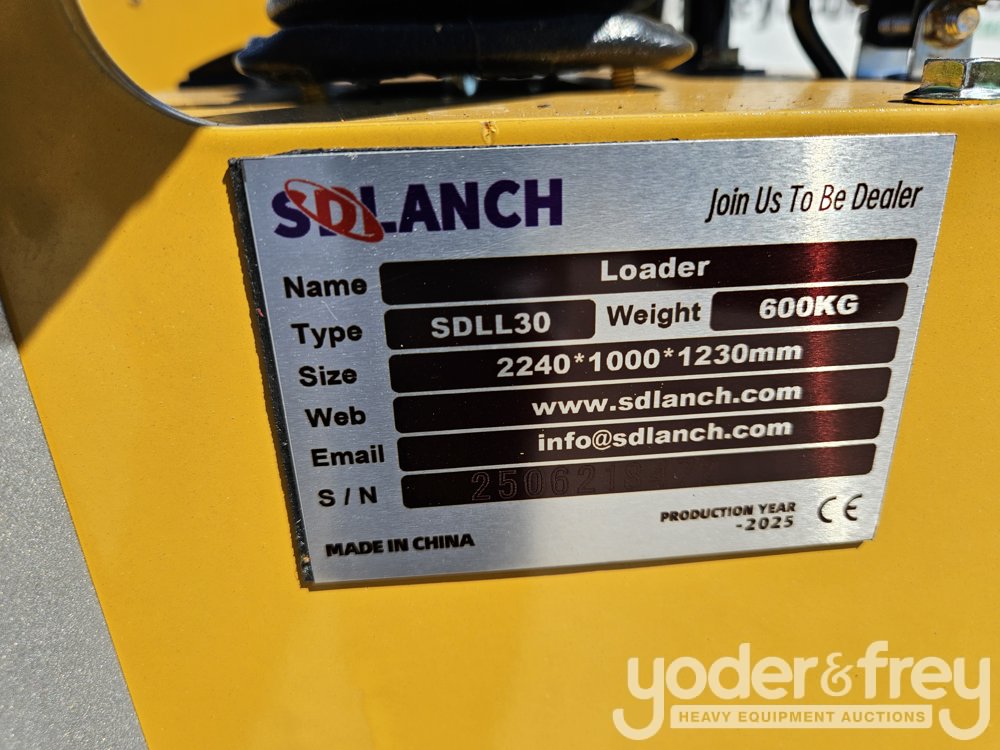 SDLANCH
Join Us To Be Dealer
Name Loader
Type SDLL30 Weight 600KG
Size 2240*1000*1230mm
Web www.sdlanch.com
Email info@sdlanch.com
S / N
PRODUCTION YEAR
-2025
CE
MADE IN CHINA
yoder&frey
HEAVY EQUIPMENT AUCTIONS